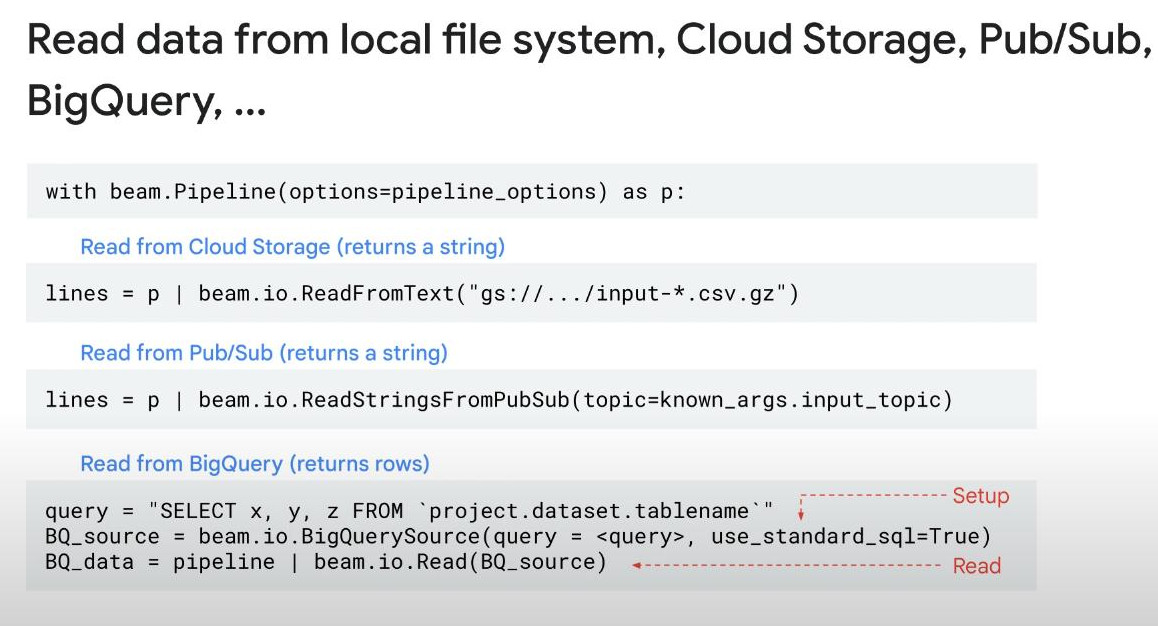 Read data from local file system, Cloud Storage, Pub/Sub,
BigQuery, ...
with beam.Pipeline(options=pipeline_options) as p:
Read from Cloud Storage (returns a string)
lines = p | beam.io.ReadFromText("gs://.../input-*.csv.gz")
Read from Pub/Sub (returns a string)
lines = p | beam.io.ReadStringsFromPubSub(topic=known_args.input_topic)
Read from BigQuery (returns rows)
Setup
query = "SELECT x, y, z FROM `project.dataset.tablename`"
BQ_source = beam.io.BigQuerySource(query = <query>, use_standard_sql=True)
BQ_data = pipeline | beam.io.Read(BQ_source)
Read